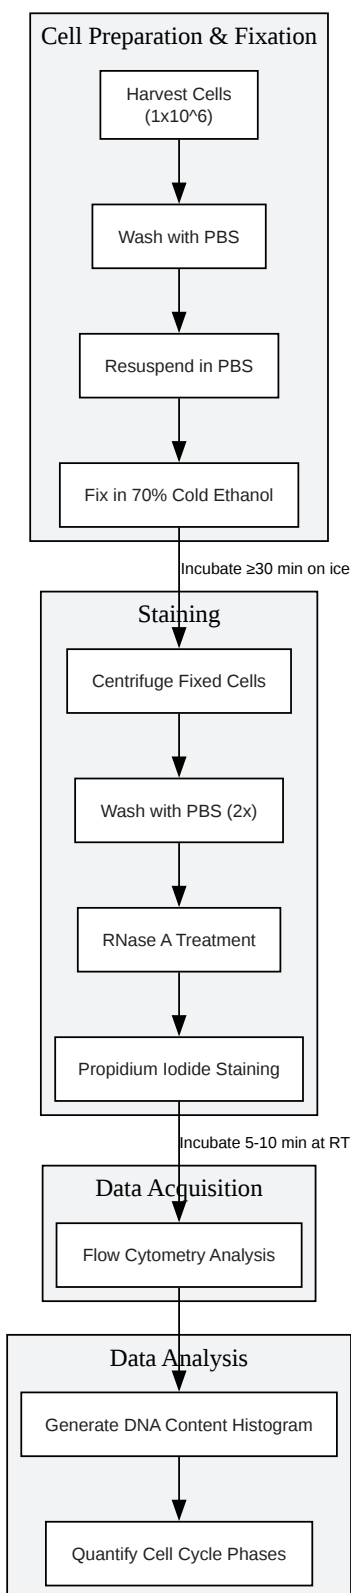 Cell Preparation & Fixation
Harvest Cells
(1x10^6)
Wash with PBS
Resuspend in PBS
Fix in 70% Cold Ethanol
Incubate ≥30 min on ice
Staining
Centrifuge Fixed Cells
Wash with PBS (2x)
RNase A Treatment
Propidium Iodide Staining
Incubate 5-10 min at RT
Data Acquisition
Flow Cytometry Analysis
Data Analysis
Generate DNA Content Histogram
Quantify Cell Cycle Phases